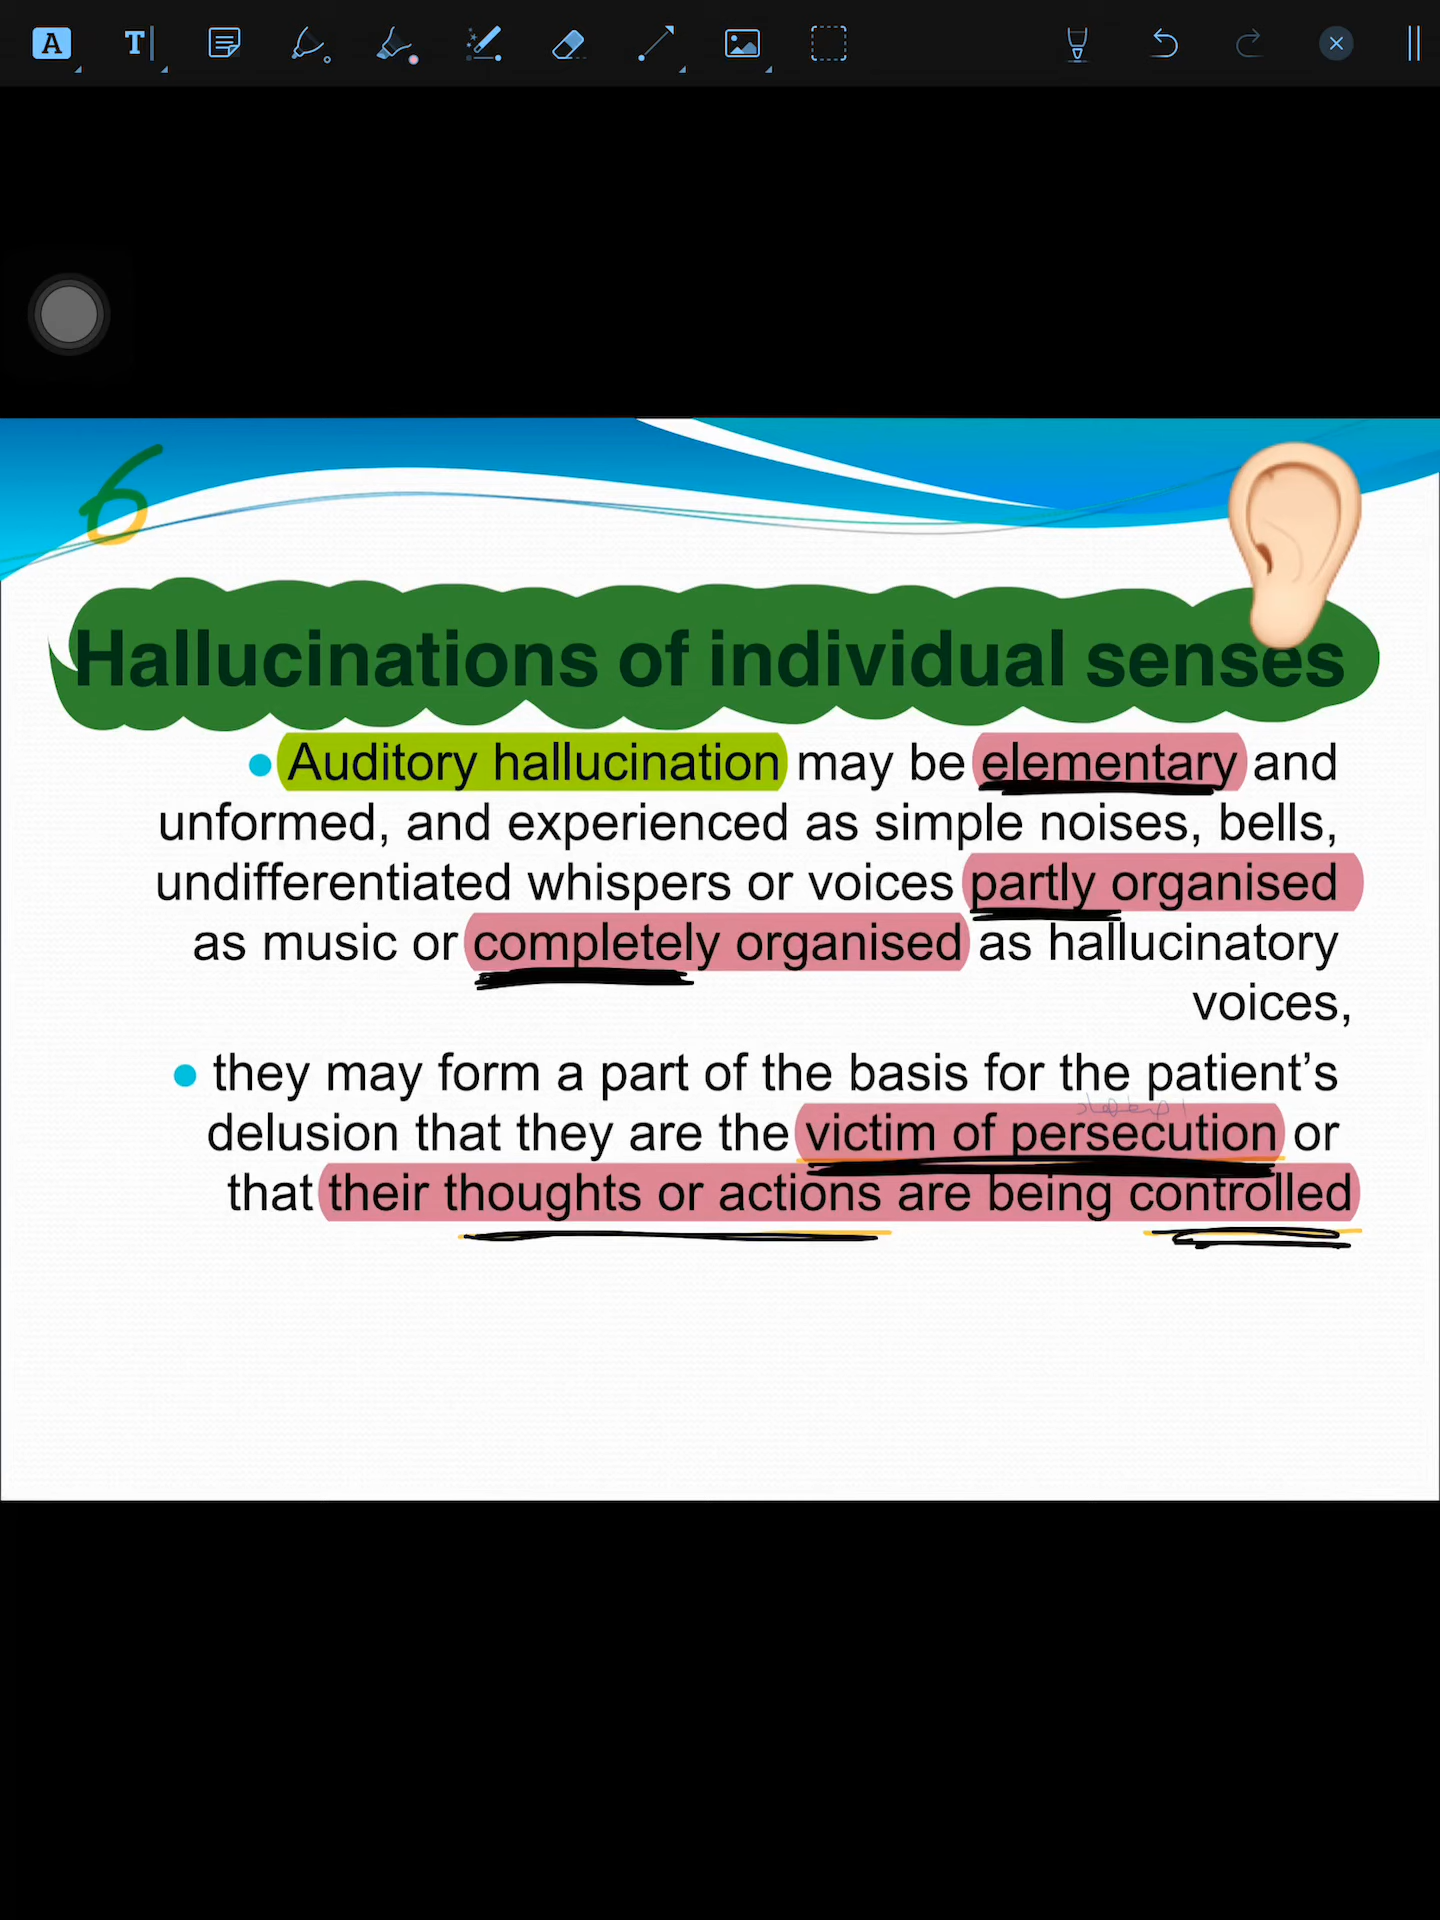 A
T
6
Hallucinations of individual senses
Auditory hallucination may be elementary and
unformed, and experienced as simple noises, bells,
undifferentiated whispers or voices partly organised
as music or completely organised as hallucinatory
voices,
they may form a part of the basis for the patient’s
اضطهاد
delusion that they are the victim of persecution or
that their thoughts or actions are being controlled